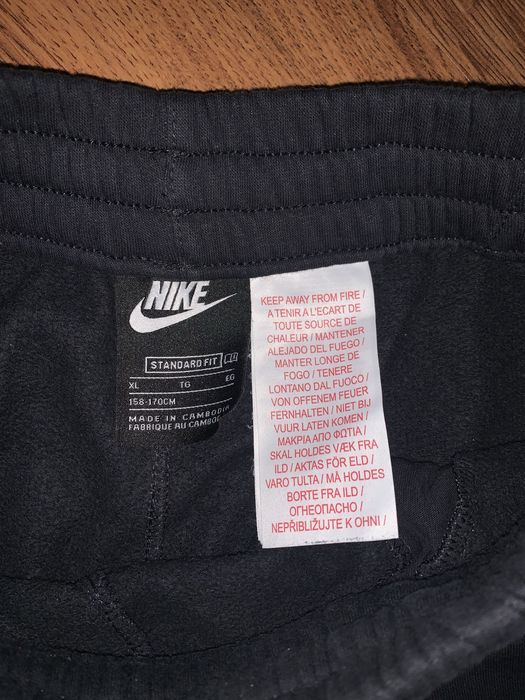 NIKE
STANDARD FIT
XL TG EG
158-170CM
MADE IN CAMBODIA
FABRIQUE AU CAMBOD
KEEP AWAY FROM FIRE /
A TENIR A L'ECART DE
TOUTE SOURCE DE
CHALEUR / MANTENER
ALEJADO DEL FUEGO /
MANTER LONGE DE
FOGO / TENERE
LONTANO DAL FUOCO /
VON OFFENEM FEUER
FERNHALTEN / NIET BIJ
VUUR LATEN KOMEN /
ΜΑΚΡΙΑ ΑΠΟ ΦΩΤΙΑ /
SKAL HOLDES VÆK FRA
ILD / AKTAS FÖR ELD /
VARO TULTA / MÅ HOLDES
BORTE FRA ILD /
ОГНЕОПАСНО /
NEPŘIBLIŽUJTE K OHNI /